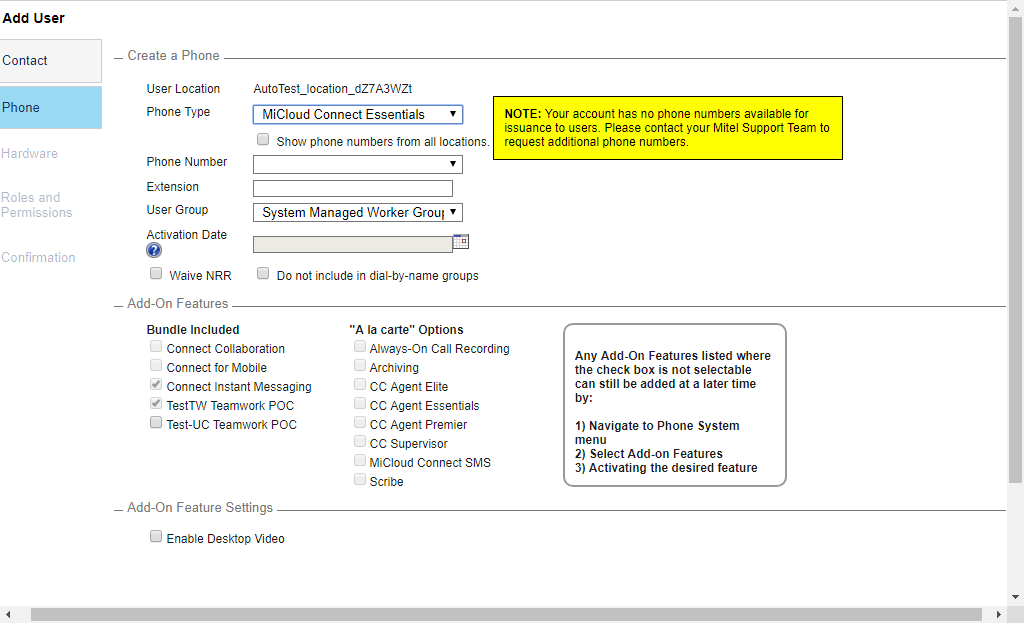 Add User
Contact
Phone
Hardware
Roles and
Permissions
Confirmation
Create a Phone
User Location AutoTest_location_dZ7A3WZt
Phone Type MiCloud Connect Essentials
Show phone numbers from all locations.
NOTE: Your account has no phone numbers available for
issuance to users. Please contact your Mitel Support Team to
request additional phone numbers.
Phone Number
Extension
User Group System Managed Worker Group
Activation Date
?
Waive NRR Do not include in dial-by-name groups
Add-On Features
Bundle Included
Connect Collaboration
Connect for Mobile
Connect Instant Messaging
TestTW Teamwork POC
Test-UC Teamwork POC
"A la carte" Options
Always-On Call Recording
Archiving
CC Agent Elite
CC Agent Essentials
CC Agent Premier
CC Supervisor
MiCloud Connect SMS
Scribe
Any Add-On Features listed where
the check box is not selectable
can still be added at a later time
by:
1) Navigate to Phone System
menu
2) Select Add-on Features
3) Activating the desired feature
Add-On Feature Settings
Enable Desktop Video